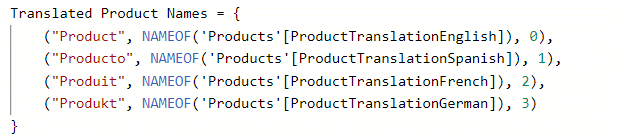 Translated Product Names = {
("Product", NAMEOF('Products'[ProductTranslationEnglish]), 0),
("Producto", NAMEOF('Products'[ProductTranslationSpanish]), 1),
("Produit", NAMEOF('Products'[ProductTranslationFrench]), 2),
("Produkt", NAMEOF('Products'[ProductTranslationGerman]), 3)
}